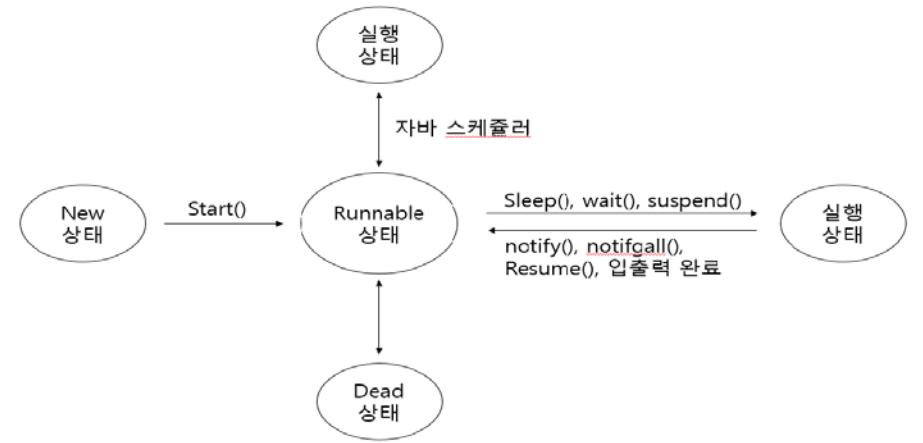 실행
상태
자바 스케쥴러
New
상태
Start()
Runnable
상태
Sleep(), wait(), suspend()
notify(), notifgall(),
Resume(), 입출력 완료
실행
상태
Dead
상태